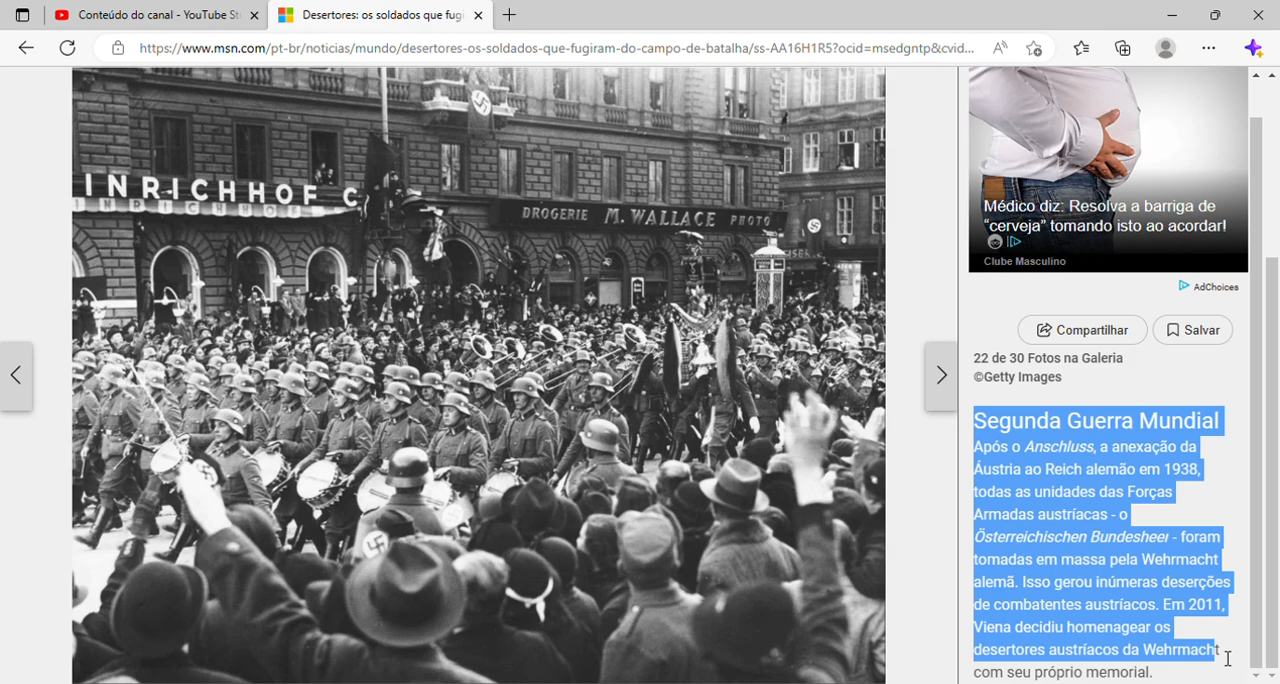 Conteúdo do canal - YouTube St
Desertores: os soldados que fugi
https://www.msn.com/pt-br/noticias/mundo/desertores-os-soldados-que-fugiram-do-campo-de-batalha/ss-AA16H1R5?ocid=msedgntp&cvid...
INRICHHOF C
INRICHHOF
DROGERIE M. WALLACE PHOTO
Médico diz: Resolva a barriga de
“cerveja” tomando isto ao acordar!
Clube Masculino
AdChoices
Compartilhar
Salvar
22 de 30 Fotos na Galeria
©Getty Images
Segunda Guerra Mundial
Após o Anschluss, a anexação da
Áustria ao Reich alemão em 1938,
todas as unidades das Forças
Armadas austríacas - o
Österreichischen Bundesheer - foram
tomadas em massa pela Wehrmacht
alemã. Isso gerou inúmeras deserções
de combatentes austríacos. Em 2011,
Viena decidiu homenagear os
desertores austríacos da Wehrmacht
com seu próprio memorial.